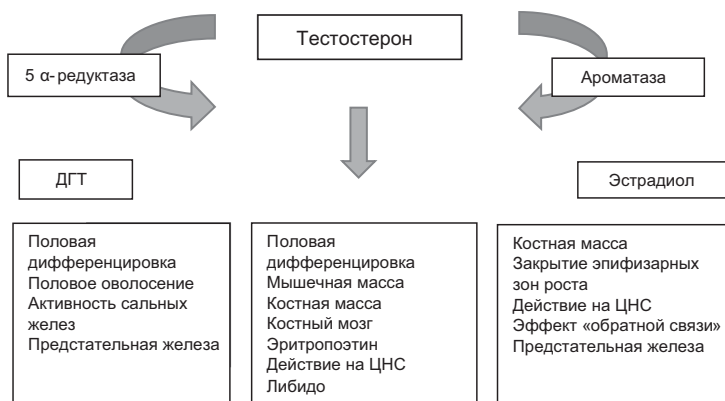 Тестостерон
5 α-редуктаза
Ароматаза
ДГТ
Эстрадиол
Половая
дифференцировка
Половое оволосение
Активность сальных
желез
Предстательная железа
Половая
дифференцировка
Мышечная масса
Костная масса
Костный мозг
Эритропоэтин
Действие на ЦНС
Либидо
Костная масса
Закрытие эпифизарных
зон роста
Действие на ЦНС
Эффект «обратной связи»
Предстательная железа